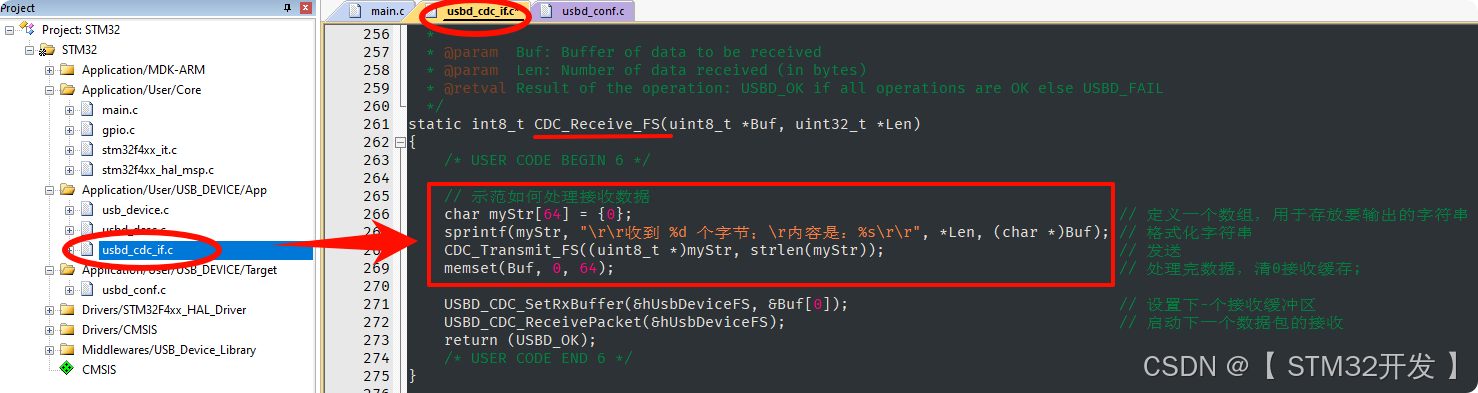 Project
Project: STM32
STM32
Application/MDK-ARM
Application/User/Core
main.c
gpio.c
stm32f4xx_it.c
stm32f4xx_hal_msp.c
Application/User/USB_DEVICE/App
usb_device.c
usbd_desc.c
usbd_cdc_if.c
Application/User/USB_DEVICE/Target
usbd_conf.c
Drivers/STM32F4xx_HAL_Driver
Drivers/CMSIS
Middlewares/USB_Device_Library
CMSIS
main.c usbd_cdc_if.c* usbd_conf.c
256 *
257 * @param Buf: Buffer of data to be received
258 * @param Len: Number of data received (in bytes)
259 * @retval Result of the operation: USBD_OK if all operations are OK else USBD_FAIL
260 */
261 static int8_t CDC_Receive_FS(uint8_t *Buf, uint32_t *Len)
262 {
263 /* USER CODE BEGIN 6 */
264
265 // 示范如何处理接收数据
266 char myStr[64] = {0}; // 定义一个数组，用于存放要输出的字符串
267 sprintf(myStr, "\r\r收到 %d 个字节；\r内容是：%s\r\r", *Len, (char *)Buf); // 格式化字符串
CDC_Transmit_FS((uint8_t *)myStr, strlen(myStr)); // 发送
269 memset(Buf, 0, 64); // 处理完数据，清0接收缓存；
270
271 USBD_CDC_SetRxBuffer(&hUsbDeviceFS, &Buf[0]); // 设置下-个接收缓冲区
272 USBD_CDC_ReceivePacket(&hUsbDeviceFS); // 启动下一个数据包的接收
273 return (USBD_OK);
274 /* USER CODE END 6 */
275 }
276
CSDN @【 STM32开发 】